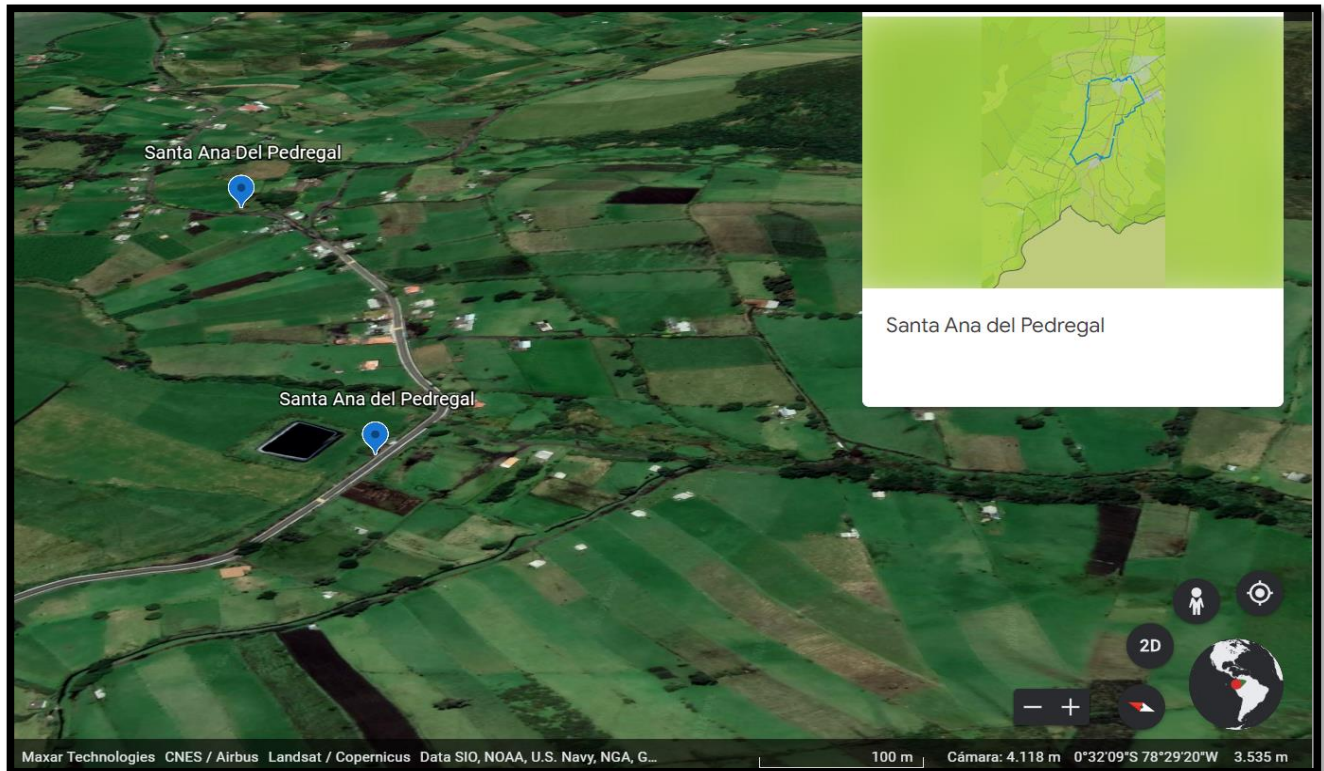 Santa Ana Del Pedregal
Santa Ana del Pedregal
Santa Ana del Pedregal
2D
Maxar Technologies CNES / Airbus Landsat / Copernicus Data SIO, NOAA, U.S. Navy, NGA, G... 100 m Cámara: 4.118 m 0°32'09"S 78°29'20"W 3.535 m